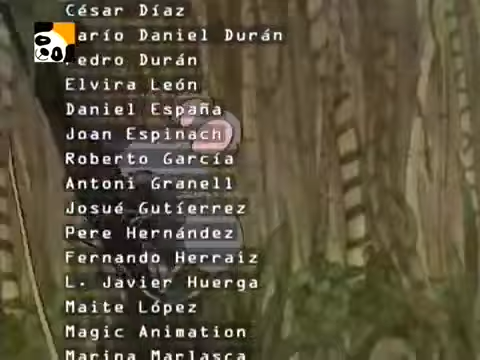 César Díaz
Darío Daniel Durán
Pedro Durán
Elvira León
Daniel España
Joan Espinach
Roberto García
Antoni Granell
Josué Gutíerrez
Pere Hernández
Fernando Herraiz
L. Javier Huerga
Maite López
Magic Animation
Marina Marlasca